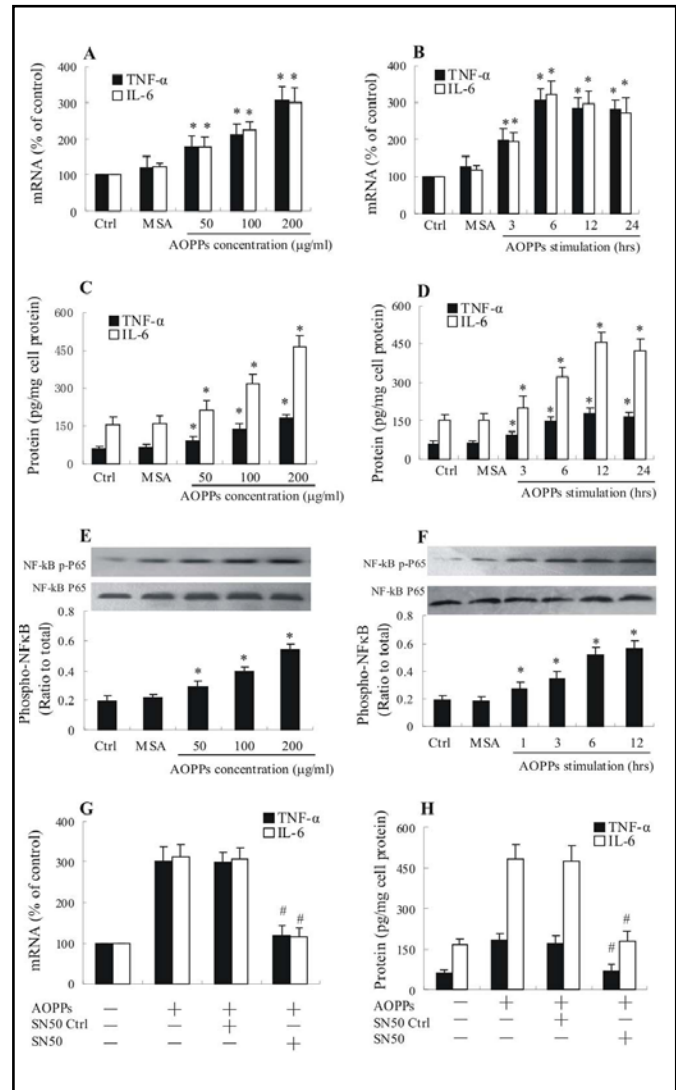 A
B
TNF-α
IL-6
TNF-α
IL-6
mRNA (% of control)
mRNA (% of control)
400
300
200
100
0
400
300
200
100
0
* * * * * *
* * * * * * * *
Ctrl MSA 50 100 200
AOPPs concentration (μg/ml)
Ctrl MSA 3 6 12 24
AOPPs stimulation (hrs)
C
D
TNF-α
IL-6
TNF-α
IL-6
Protein (pg/mg cell protein)
Protein (pg/mg cell protein)
600
450
300
150
0
600
450
300
150
0
* * * * * *
* * * * * * * *
Ctrl MSA 50 100 200
AOPPs concentration (μg/ml)
Ctrl MSA 3 6 12 24
AOPPs stimulation (hrs)
E
F
NF-kB p-P65
NF-kB P65
NF-kB p-P65
NF-kB P65
Phospho-NFκB
(Ratio to total)
Phospho-NFκB
(Ratio to total)
0.8
0.6
0.4
0.2
0
0.8
0.6
0.4
0.2
0
* * *
* * * *
Ctrl MSA 50 100 200
AOPPs concentration (μg/ml)
Ctrl MSA 1 3 6 12
AOPPs stimulation (hrs)
G
H
TNF-α
IL-6
TNF-α
IL-6
mRNA (% of control)
Protein (pg/mg cell protein)
400
300
200
100
0
600
450
300
150
0
# #
# #
AOPPs — + + +
SN50 Ctrl — — + —
SN50 — — — +
— + + +
— — + —
— — — +